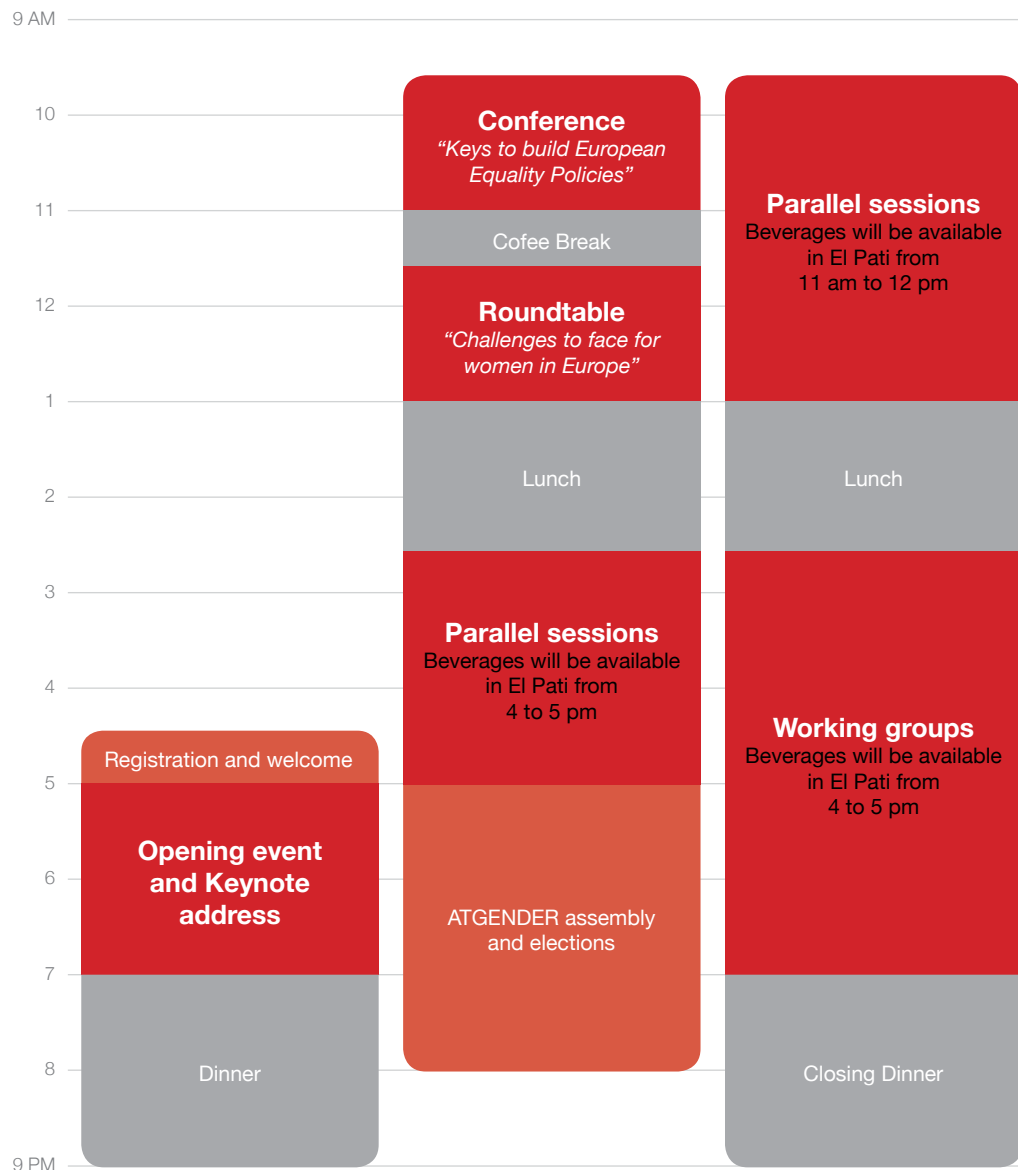 9 AM
10
11
12
1
2
3
4
5
6
7
8
9 PM
Registration and welcome
Opening event
and Keynote
address
Dinner
Conference
“Keys to build European
Equality Policies”
Cofee Break
Roundtable
“Challenges to face for
women in Europe”
Lunch
Parallel sessions
Beverages will be available
in El Pati from
4 to 5 pm
ATGENDER assembly
and elections
Parallel sessions
Beverages will be available
in El Pati from
11 am to 12 pm
Lunch
Working groups
Beverages will be available
in El Pati from
4 to 5 pm
Closing Dinner